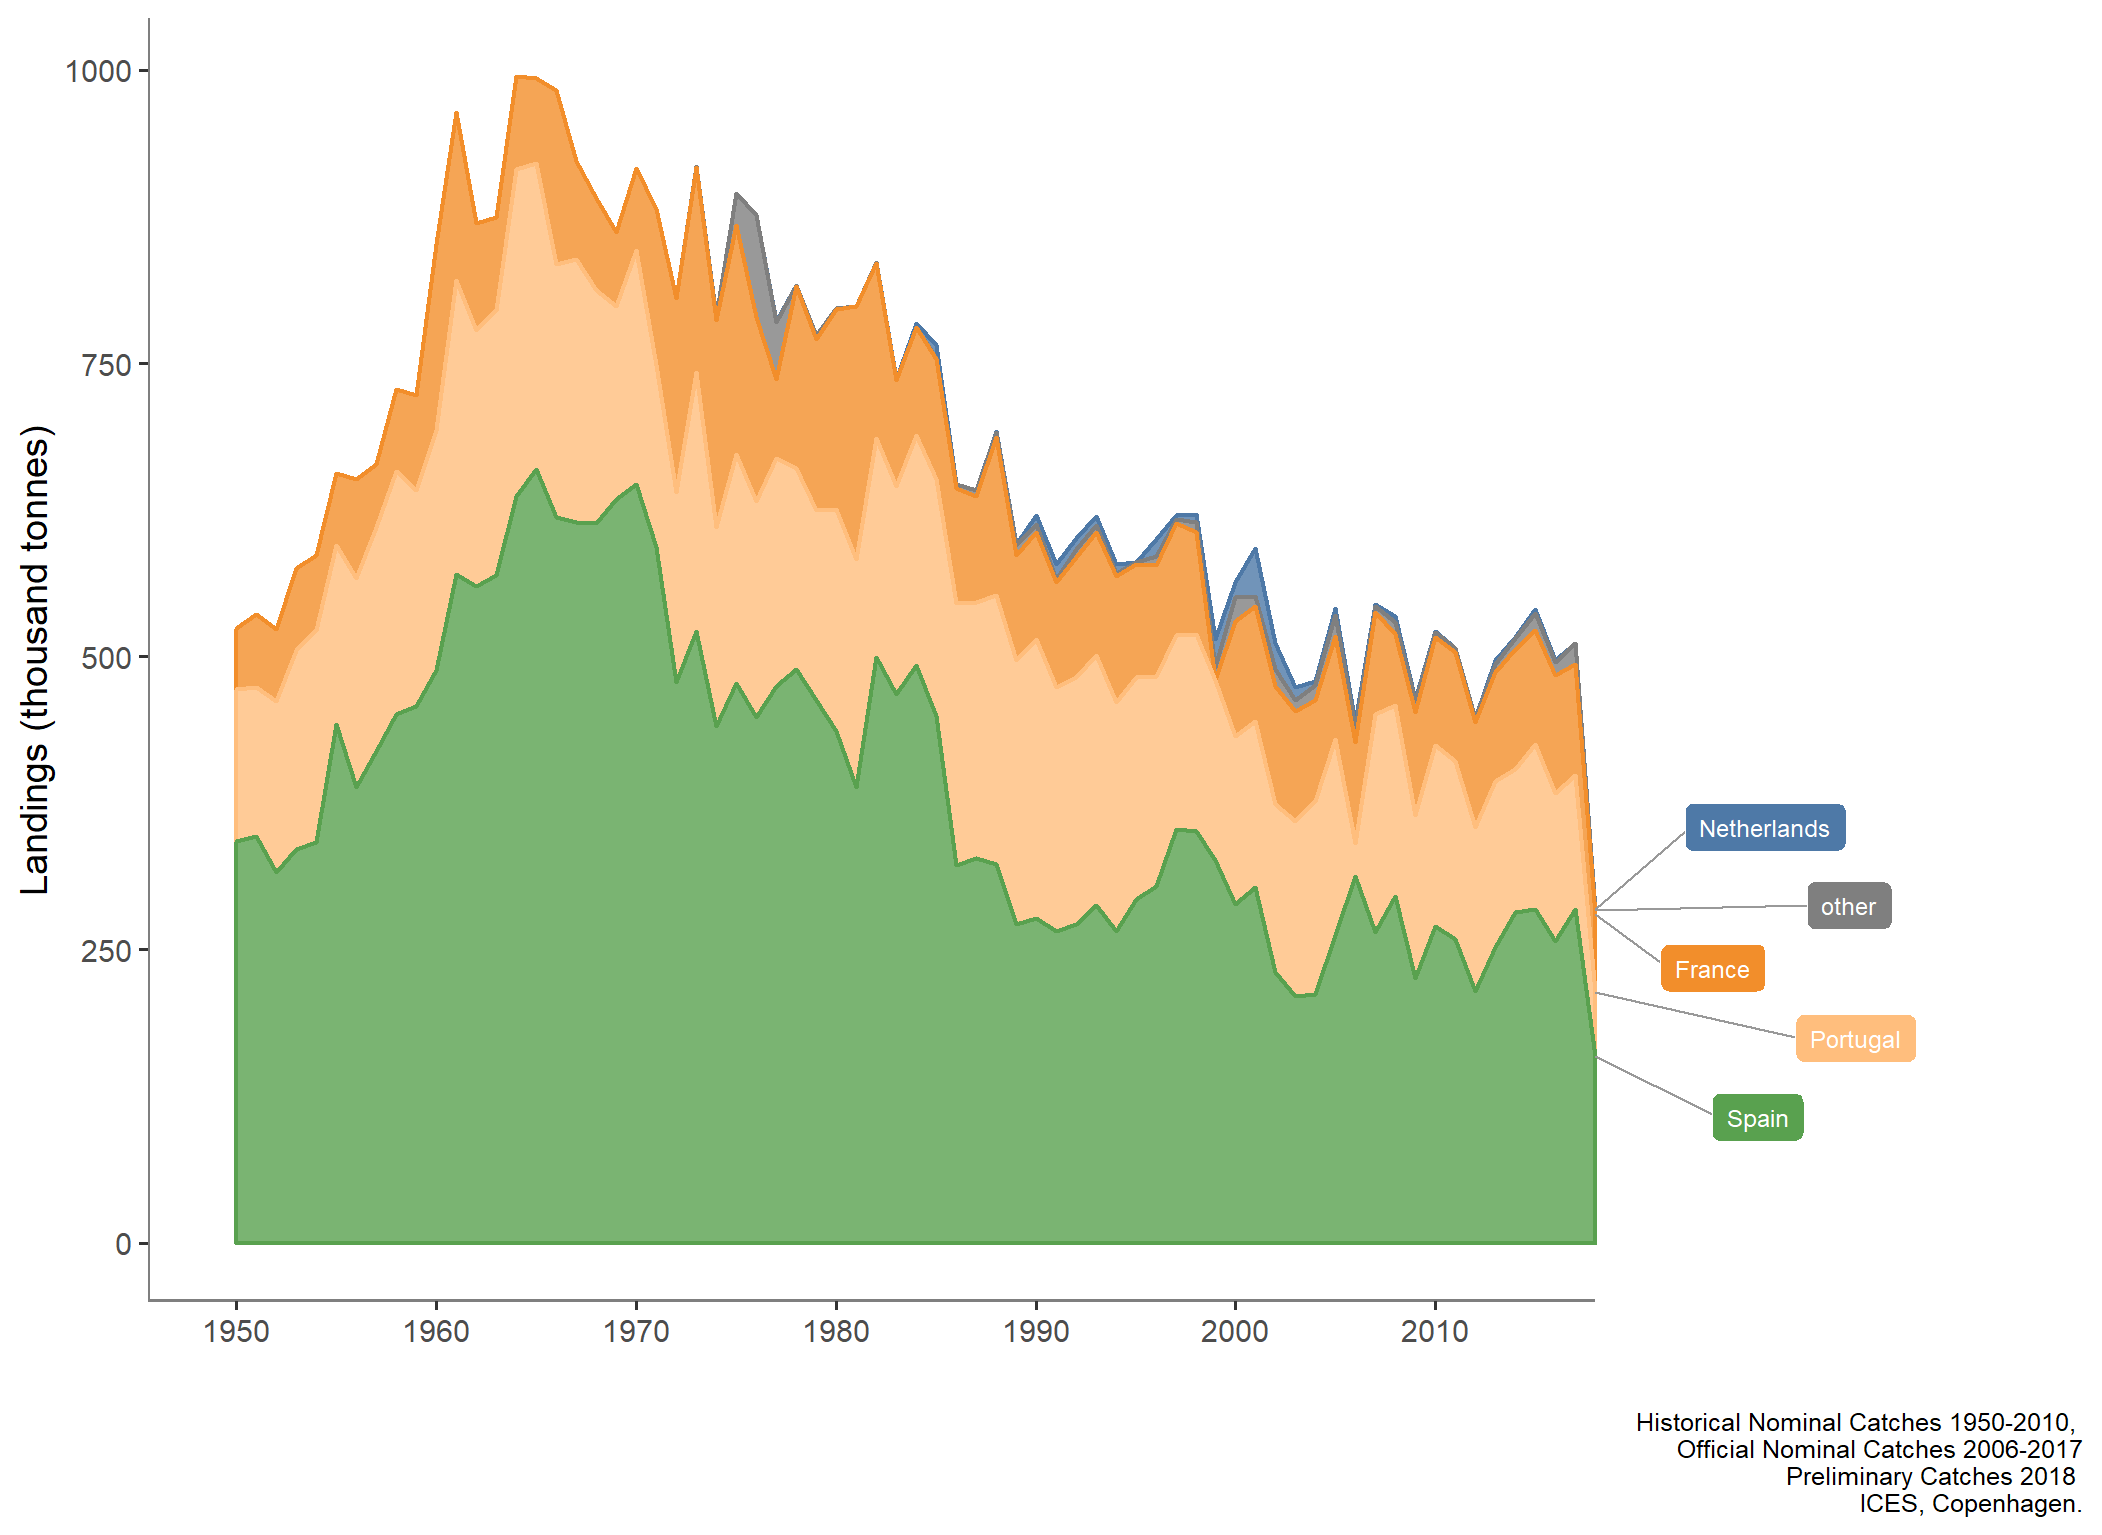 Landings (thousand tonnes)
1000
750
500
250
0
1950 1960 1970 1980 1990 2000 2010
Netherlands
other
France
Portugal
Spain
Historical Nominal Catches 1950-2010,
Official Nominal Catches 2006-2017
Preliminary Catches 2018
ICES, Copenhagen.